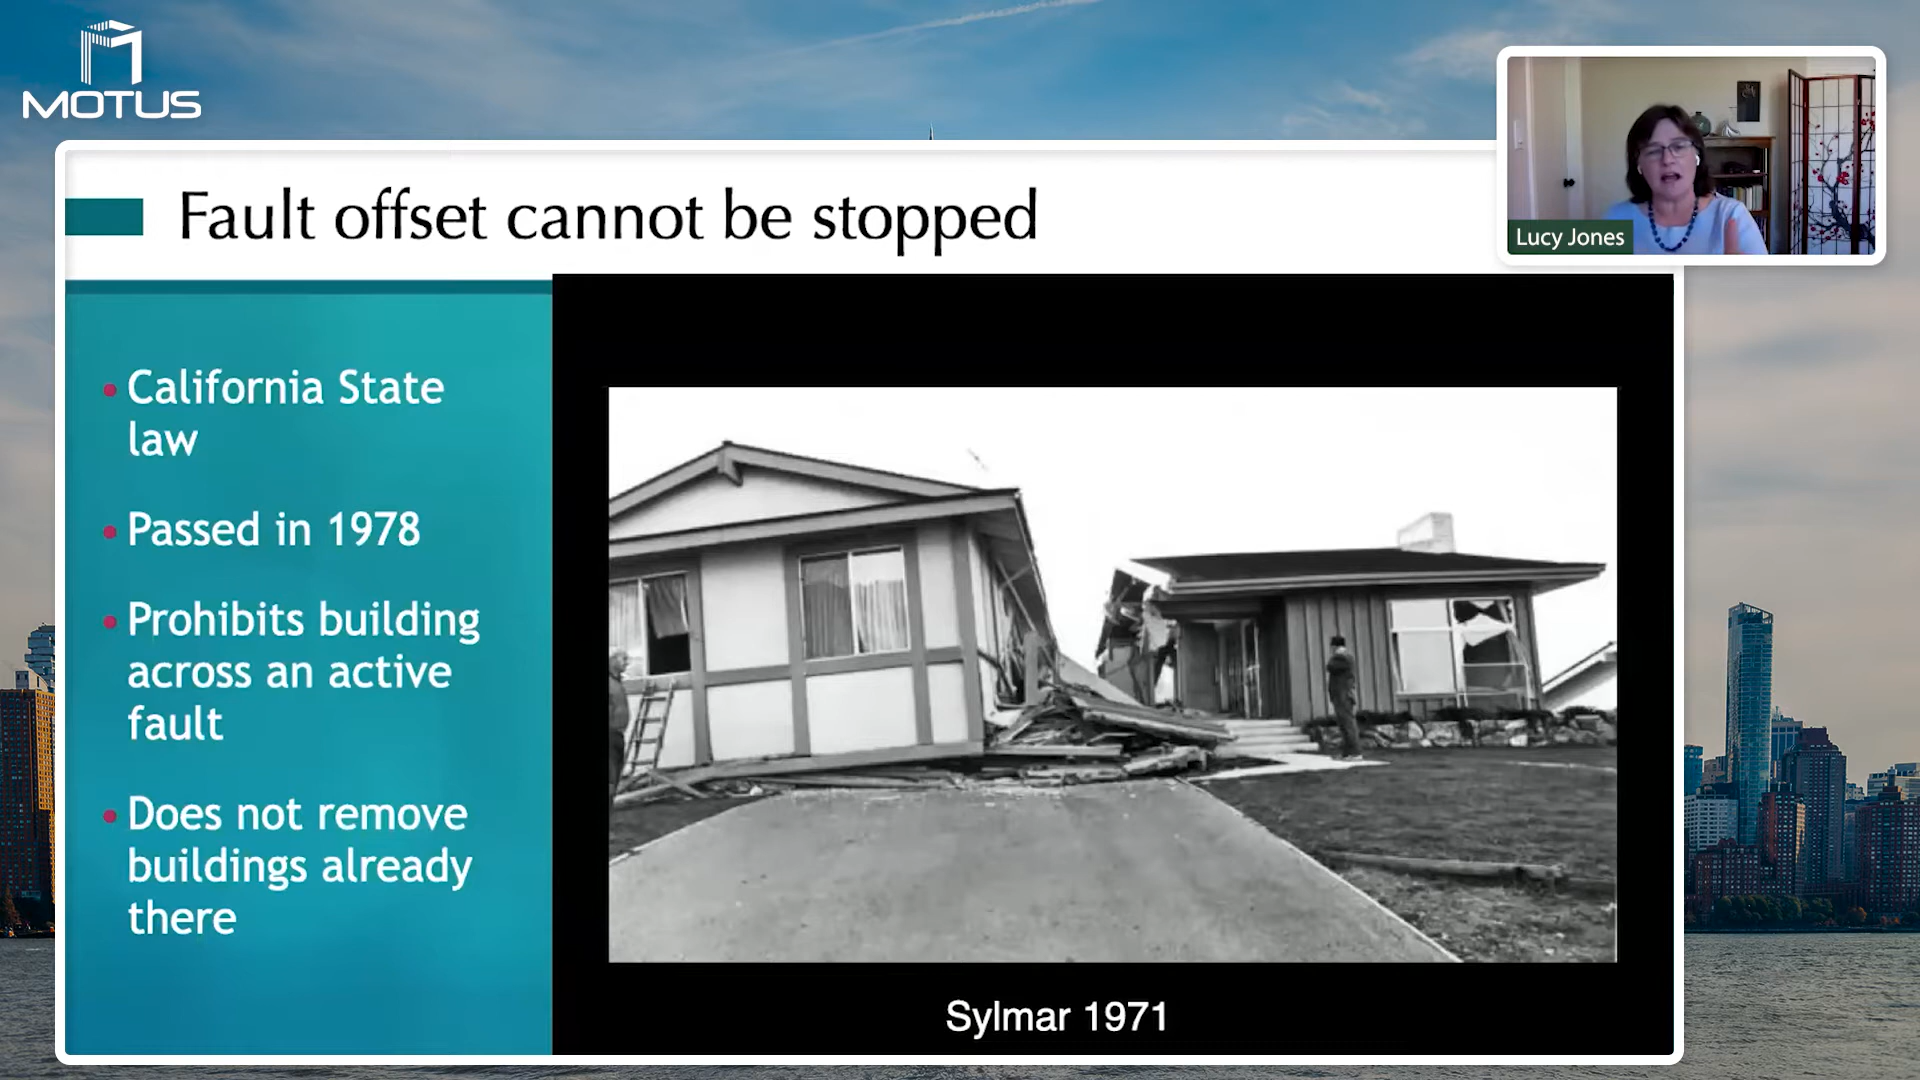 MOTUS
Lucy Jones
Fault offset cannot be stopped
• California State
law
• Passed in 1978
• Prohibits building
across an active
fault
• Does not remove
buildings already
there
Sylmar 1971